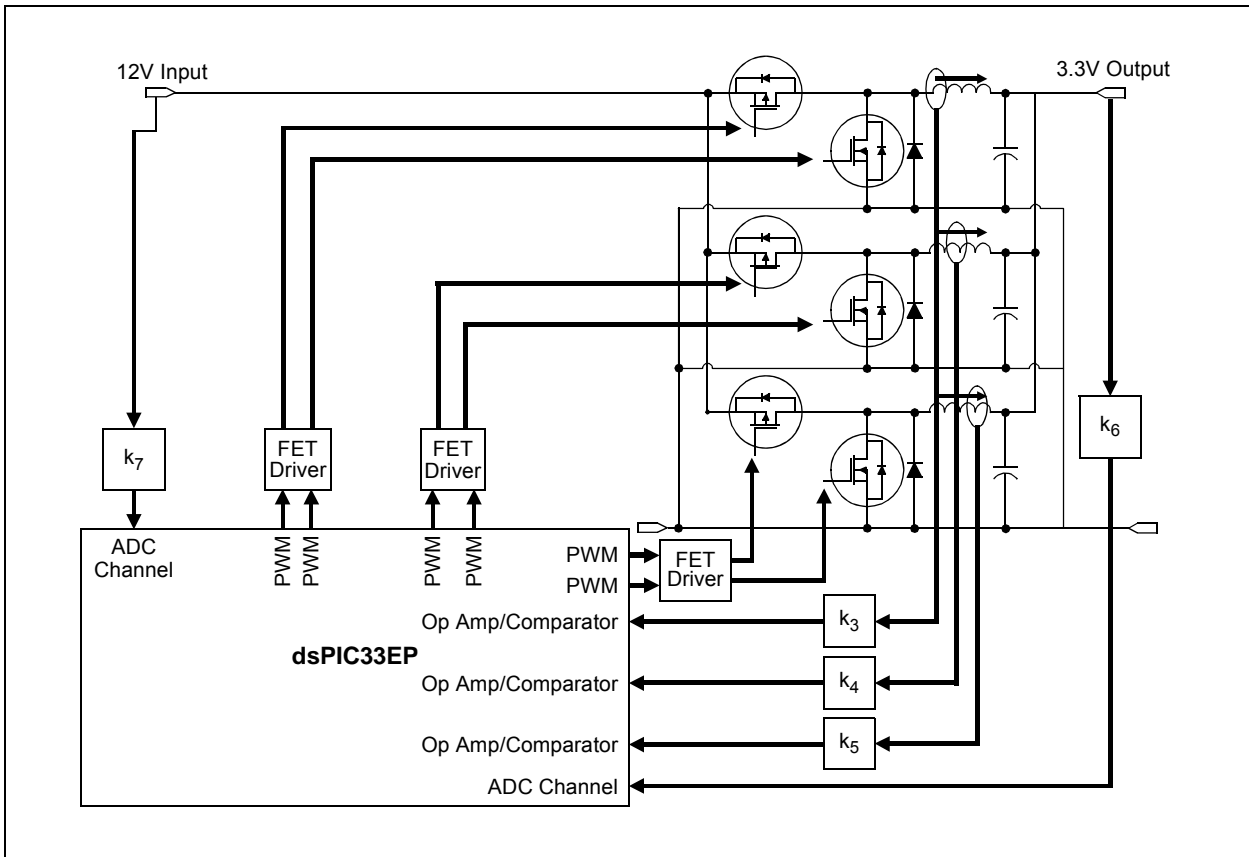 12V Input
3.3V Output
k7
FET
Driver
FET
Driver
k6
ADC
Channel
PWM
PWM
PWM
PWM
PWM
PWM
FET
Driver
Op Amp/Comparator
k3
dsPIC33EP
Op Amp/Comparator
k4
Op Amp/Comparator
k5
ADC Channel